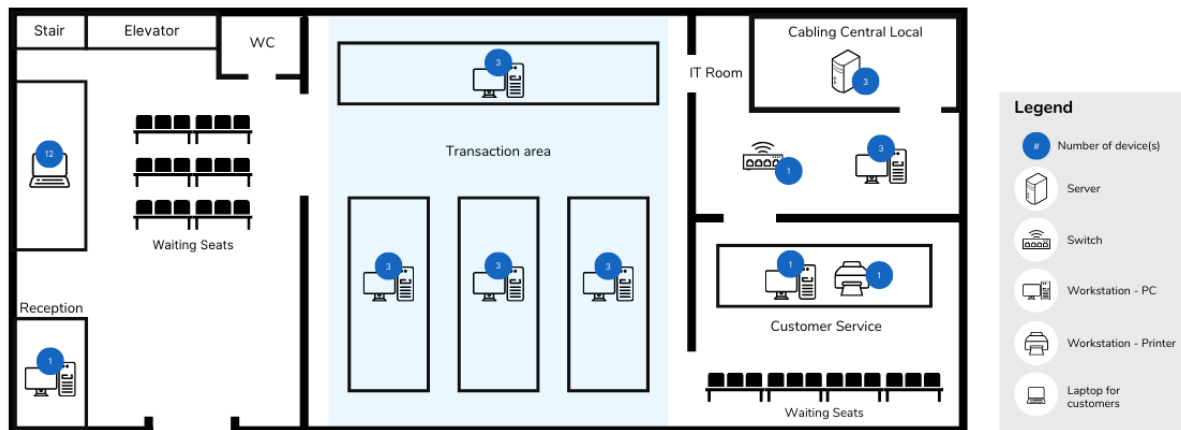 Stair
Elevator
WC
Cabling Central Local
3
IT Room
3
12
Transaction area
1
3
Waiting Seats
3
3
3
1
1
Reception
Customer Service
1
Waiting Seats
Legend
# Number of device(s)
Server
Switch
Workstation - PC
Workstation - Printer
Laptop for
customers